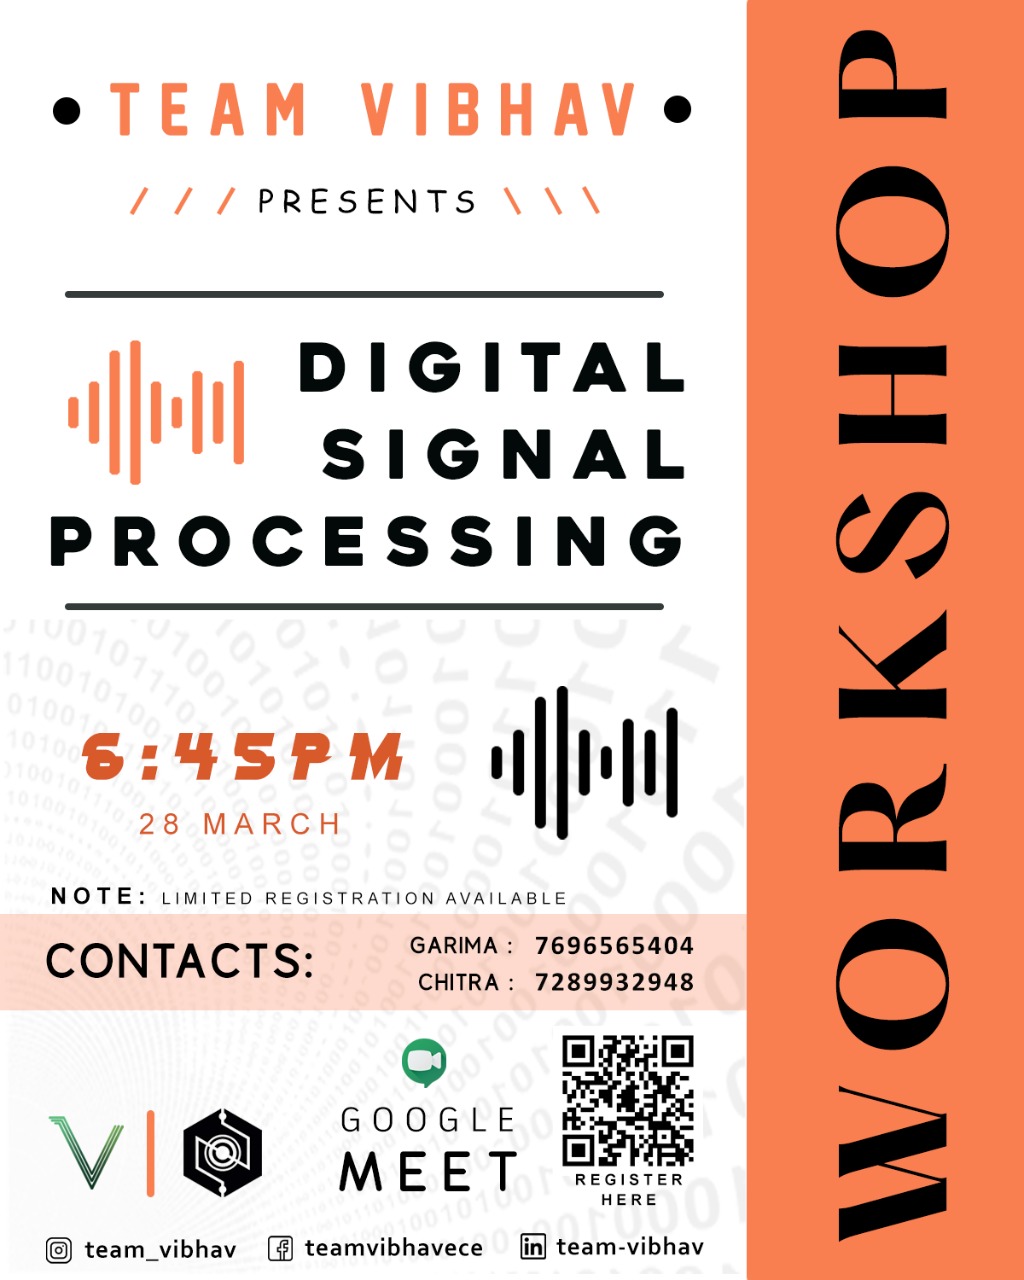 TEAM VIBHAV
/ / / PRESENTS \ \ \
DIGITAL
SIGNAL
PROCESSING
6:45PM
28 MARCH
NOTE: LIMITED REGISTRATION AVAILABLE
CONTACTS:
GARIMA : 7696565404
CHITRA : 7289932948
GOOGLE
MEET
REGISTER
HERE
team_vibhav
teamvibhavece
team-vibhav
WORKSHOP